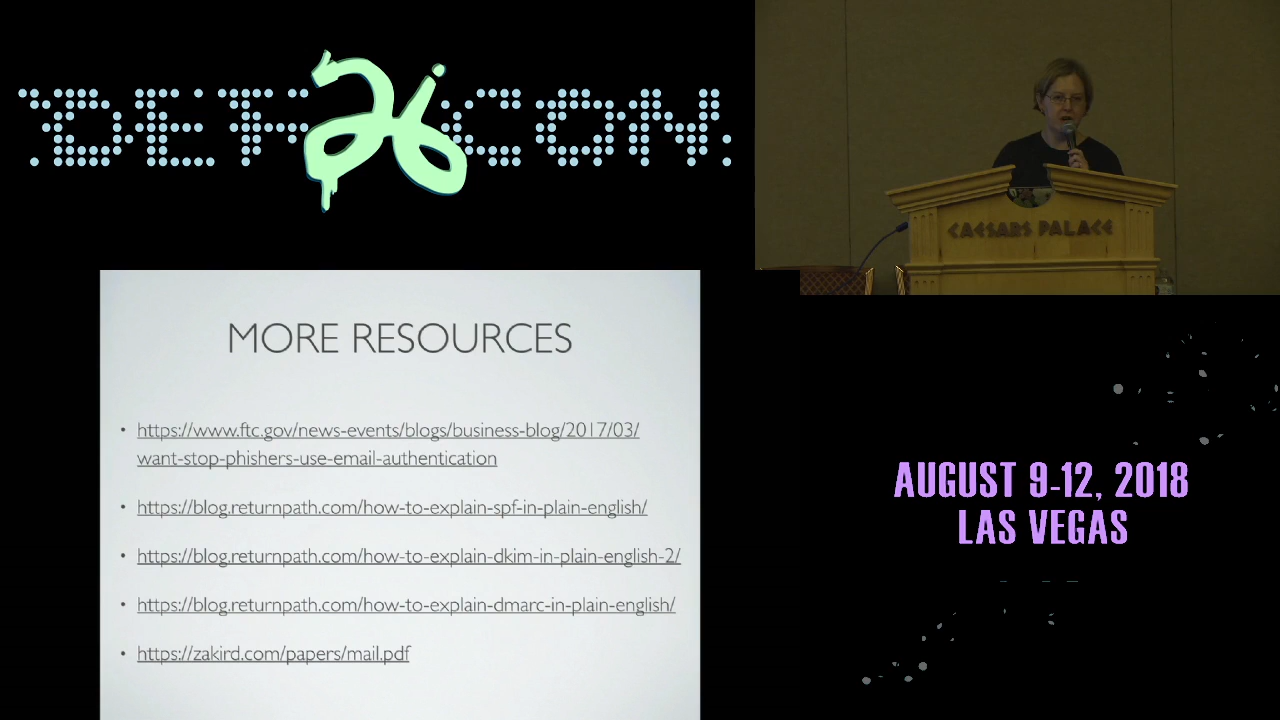 DEF 26 CON
CAESARS PALACE
MORE RESOURCES
• https://www.ftc.gov/news-events/blogs/business-blog/2017/03/
want-stop-phishers-use-email-authentication
• https://blog.returnpath.com/how-to-explain-spf-in-plain-english/
• https://blog.returnpath.com/how-to-explain-dkim-in-plain-english-2/
• https://blog.returnpath.com/how-to-explain-dmarc-in-plain-english/
• https://zakird.com/papers/mail.pdf
AUGUST 9-12, 2018
LAS VEGAS